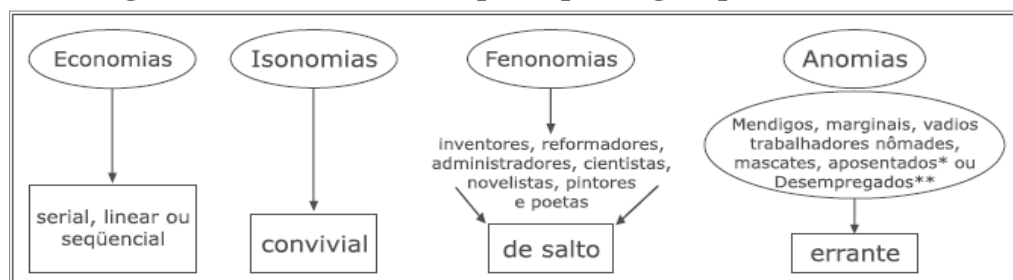 Economias
Isonomias
Fenonomias
Anomias
serial, linear ou
seqüencial
convivial
inventores, reformadores,
administradores, cientistas,
novelistas, pintores
e poetas
de salto
Mendigos, marginais, vadios
trabalhadores nômades,
mascates, aposentados* ou
Desempregados**
errante